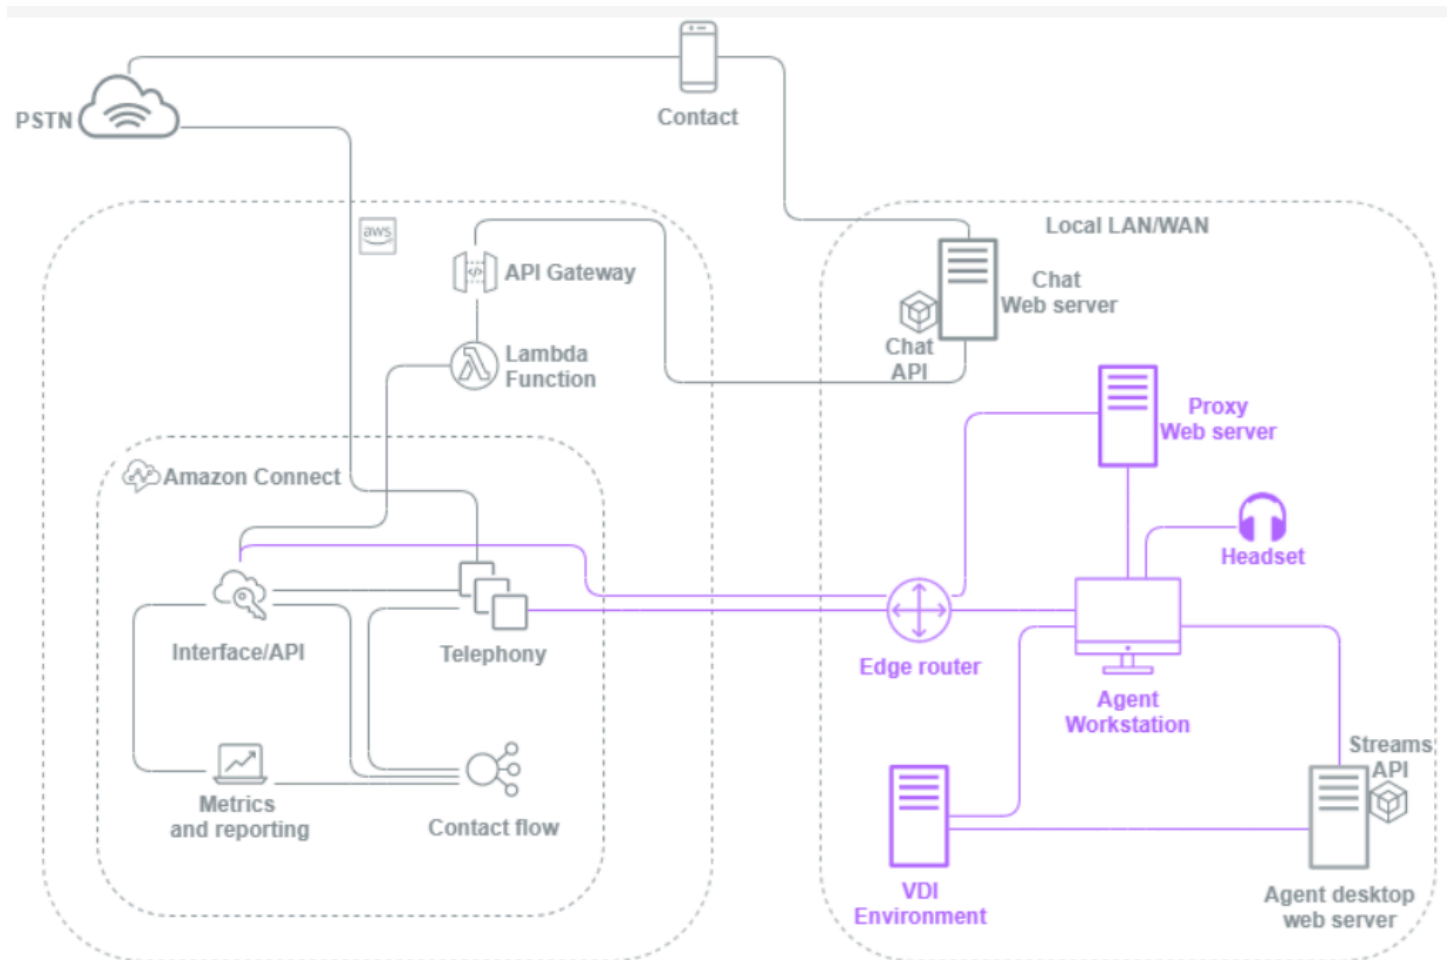 PSTN
Contact
aws
Local LAN/WAN
API Gateway
Chat
Web server
Chat
API
Lambda
Function
Proxy
Web server
Amazon Connect
Headset
Interface/API
Telephony
Edge router
Agent
Workstation
Streams
API
Metrics
and reporting
Contact flow
VDI
Environment
Agent desktop
web server